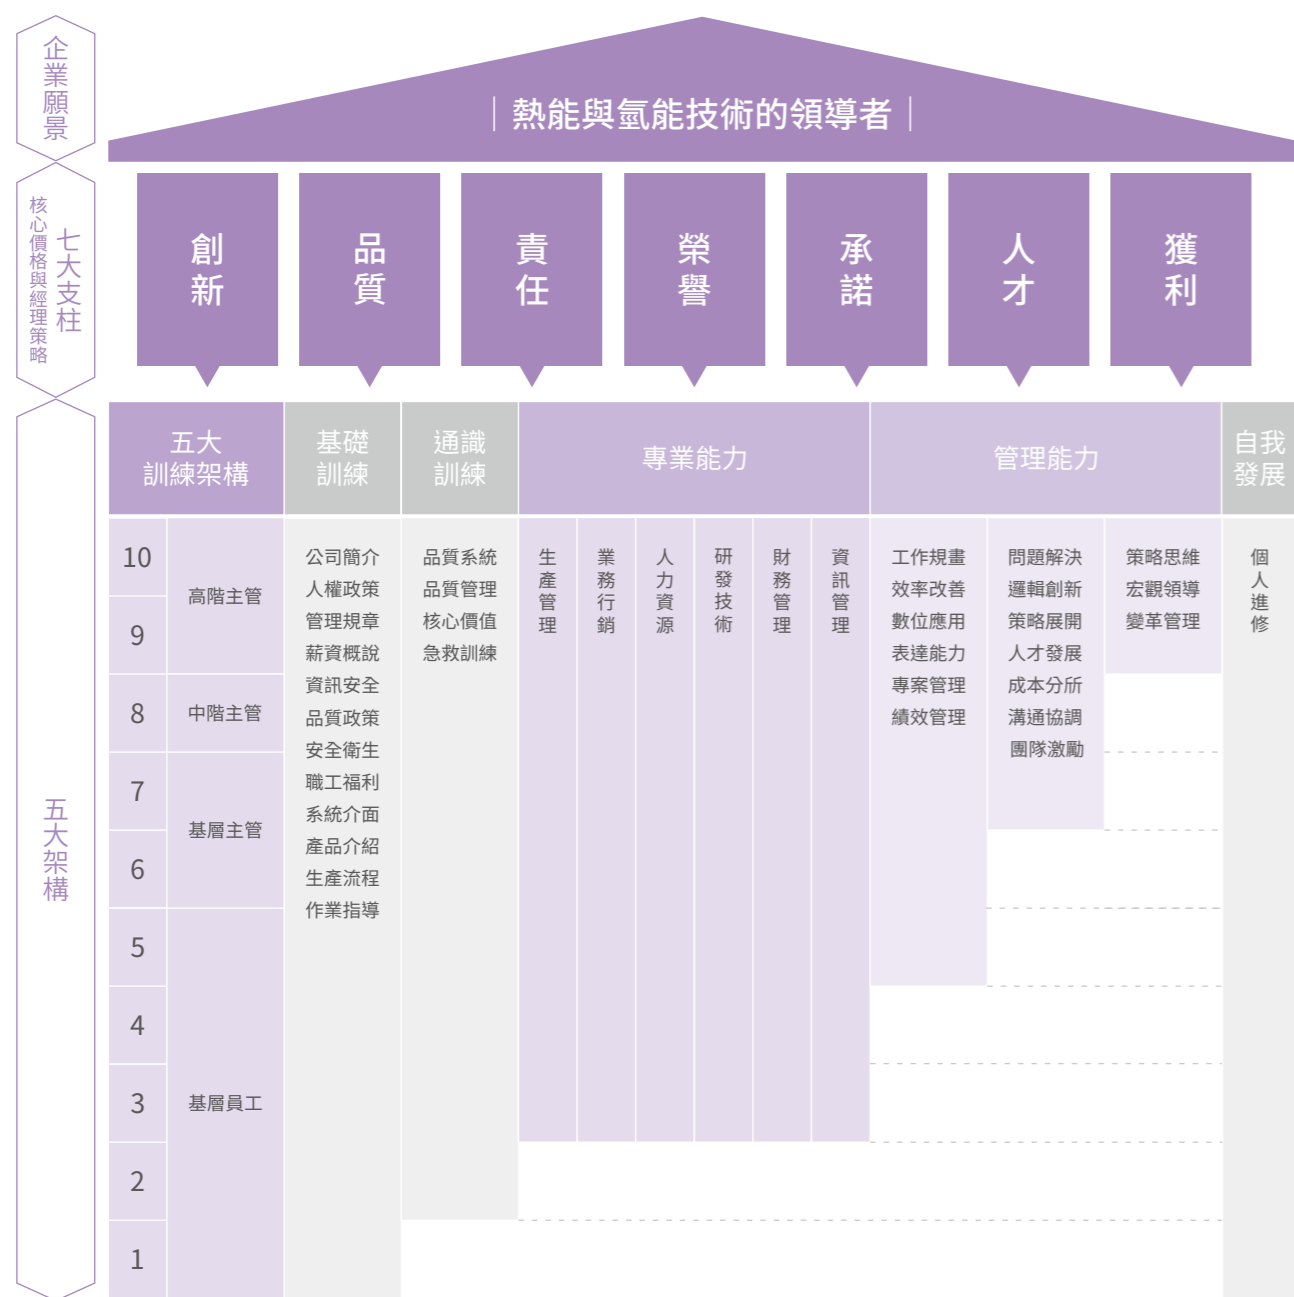 企業願景
｜熱能與氫能技術的領導者｜
七大支柱
核心價格與經理策略
創新
品質
責任
榮譽
承諾
人才
獲利
五大架構
五大
訓練架構
基礎
訓練
通識
訓練
專業能力
管理能力
自我
發展
10
9
8
7
6
5
4
3
2
1
高階主管
中階主管
基層主管
基層員工
公司簡介
人權政策
管理規章
薪資概說
資訊安全
品質政策
安全衛生
職工福利
系統介面
產品介紹
生產流程
作業指導
品質系統
品質管理
核心價值
急救訓練
生產管理
業務行銷
人力資源
研發技術
財務管理
資訊管理
工作規畫
效率改善
數位應用
表達能力
專案管理
績效管理
問題解決
邏輯創新
策略展開
人才發展
成本分所
溝通協調
團隊激勵
策略思維
宏觀領導
變革管理
個人進修